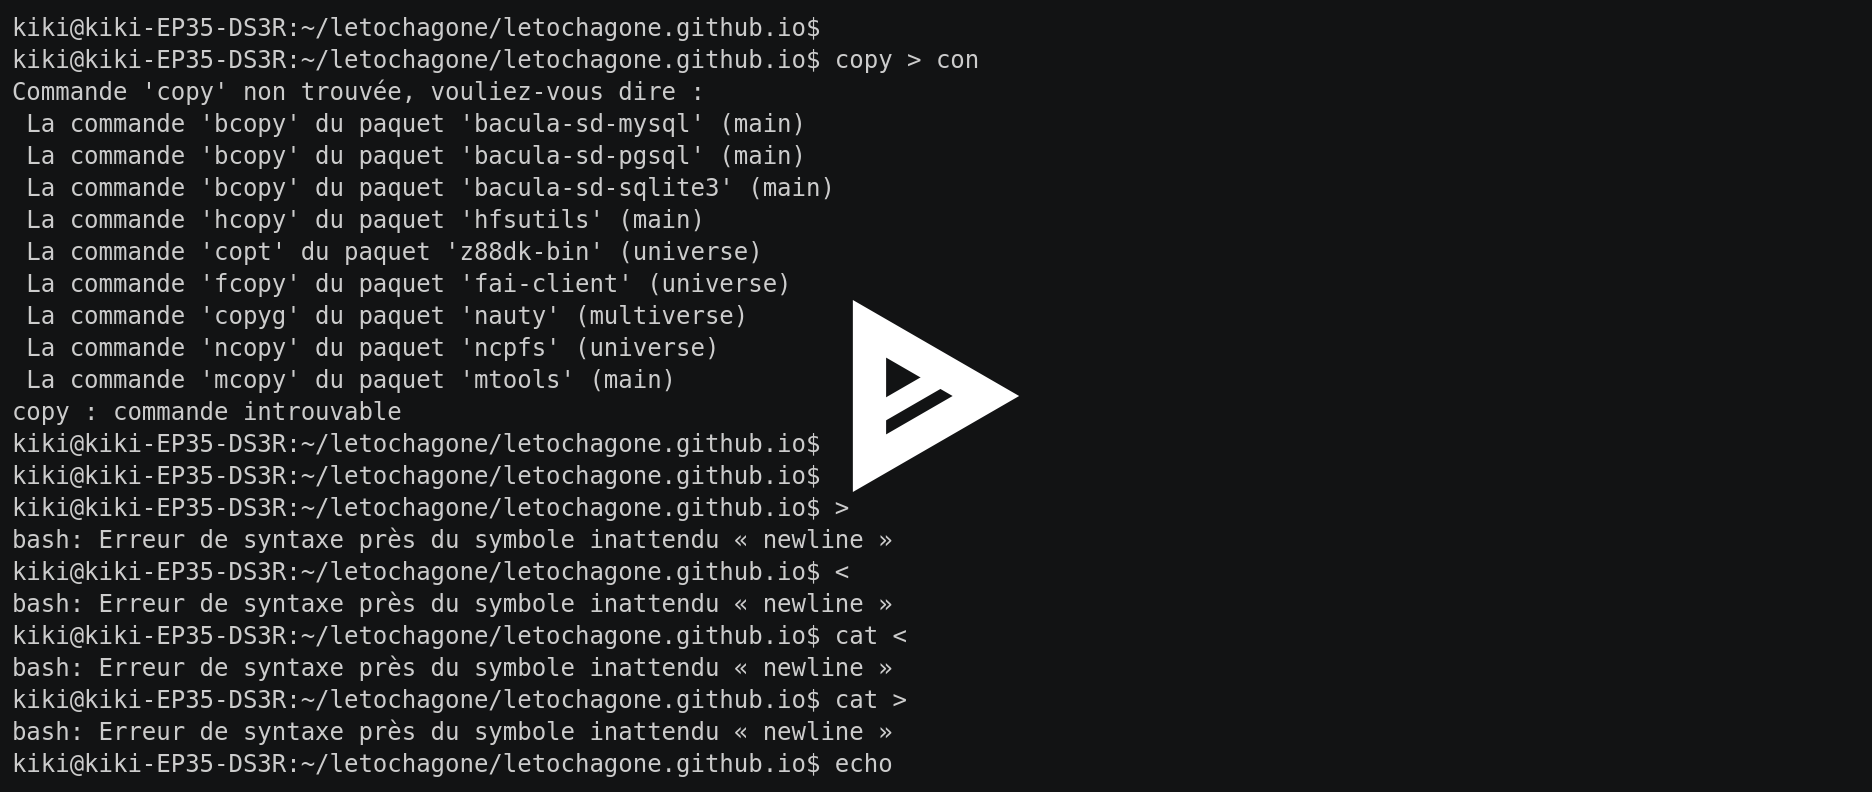 kiki@kiki-EP35-DS3R:~/letochagone/letochagone.github.io$
kiki@kiki-EP35-DS3R:~/letochagone/letochagone.github.io$ copy > con
Commande 'copy' non trouvée, vouliez-vous dire :
 La commande 'bcopy' du paquet 'bacula-sd-mysql' (main)
 La commande 'bcopy' du paquet 'bacula-sd-pgsql' (main)
 La commande 'bcopy' du paquet 'bacula-sd-sqlite3' (main)
 La commande 'hcopy' du paquet 'hfsutils' (main)
 La commande 'copt' du paquet 'z88dk-bin' (universe)
 La commande 'fcopy' du paquet 'fai-client' (universe)
 La commande 'copyg' du paquet 'nauty' (multiverse)
 La commande 'ncopy' du paquet 'ncpfs' (universe)
 La commande 'mcopy' du paquet 'mtools' (main)
copy : commande introuvable
kiki@kiki-EP35-DS3R:~/letochagone/letochagone.github.io$
kiki@kiki-EP35-DS3R:~/letochagone/letochagone.github.io$
kiki@kiki-EP35-DS3R:~/letochagone/letochagone.github.io$ >
bash: Erreur de syntaxe près du symbole inattendu « newline »
kiki@kiki-EP35-DS3R:~/letochagone/letochagone.github.io$ <
bash: Erreur de syntaxe près du symbole inattendu « newline »
kiki@kiki-EP35-DS3R:~/letochagone/letochagone.github.io$ cat <
bash: Erreur de syntaxe près du symbole inattendu « newline »
kiki@kiki-EP35-DS3R:~/letochagone/letochagone.github.io$ cat >
bash: Erreur de syntaxe près du symbole inattendu « newline »
kiki@kiki-EP35-DS3R:~/letochagone/letochagone.github.io$ echo